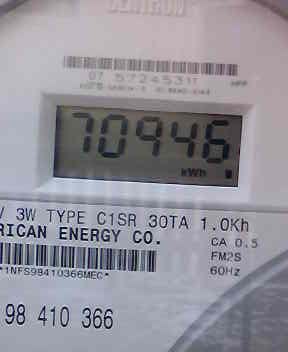 CENTRON
07 57245311
70946
kWh
V 3W TYPE C1SR 30TA 1.0Kh
RICAN ENERGY CO.
CA 0.5
FM2S
60Hz
*1NFS98410366MEC*
98 410 366